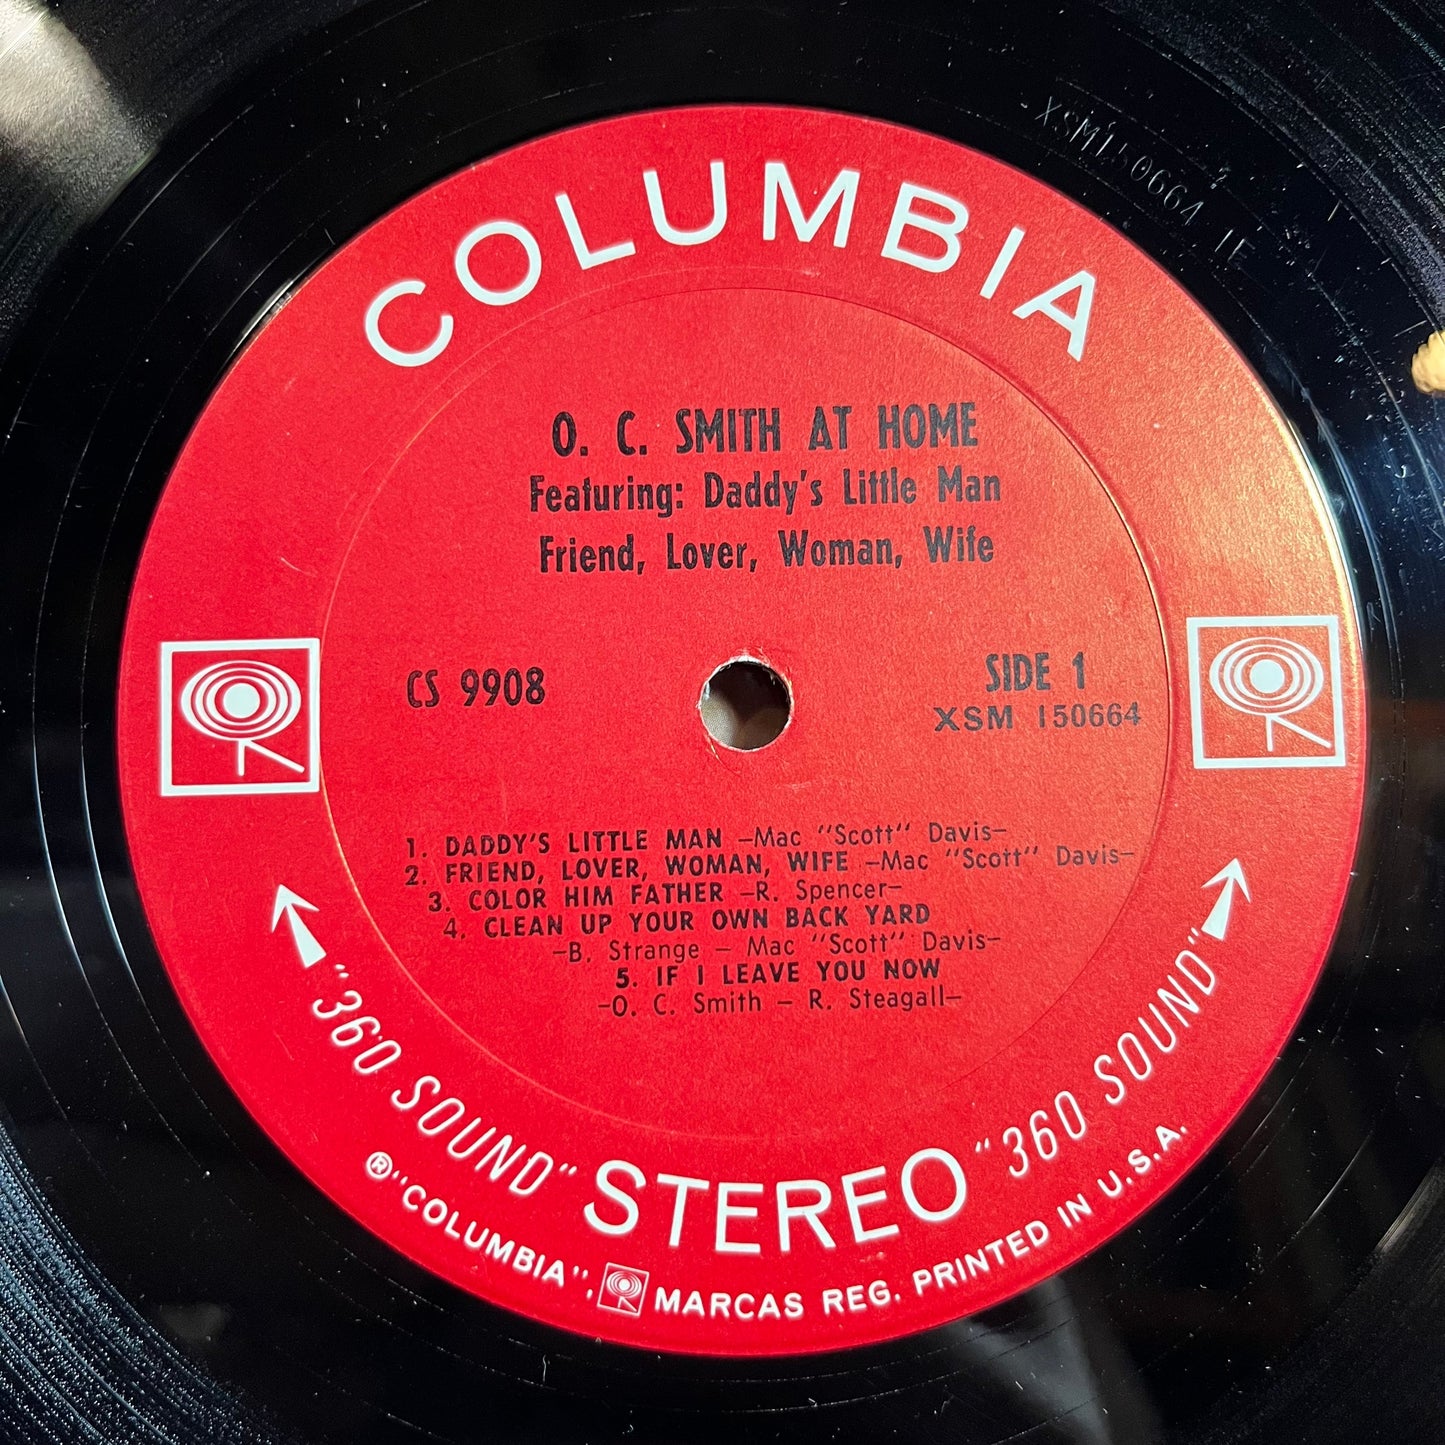 XSM150664 1F
COLUMBIA
O. C. SMITH AT HOME
Featuring: Daddy's Little Man
Friend, Lover, Woman, Wife
CS 9908
SIDE 1
XSM 150664
1. DADDY'S LITTLE MAN –Mac "Scott" Davis–
2. FRIEND, LOVER, WOMAN, WIFE –Mac "Scott" Davis–
3. COLOR HIM FATHER –R. Spencer–
4. CLEAN UP YOUR OWN BACK YARD
–B. Strange – Mac "Scott" Davis–
5. IF I LEAVE YOU NOW
–O. C. Smith – R. Steagall–
"360 SOUND" STEREO "360 SOUND"
® "COLUMBIA", MARCAS REG. PRINTED IN U.S.A.